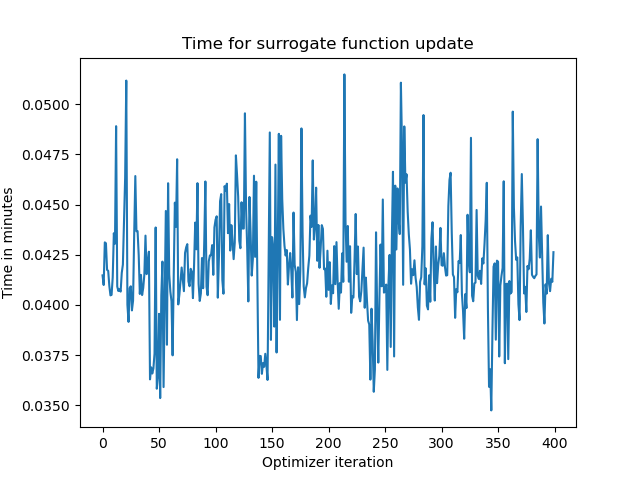 Time for surrogate function update
0.0500
0.0475
0.0450
0.0425
0.0400
0.0375
0.0350
Time in minutes
0 50 100 150 200 250 300 350 400
Optimizer iteration